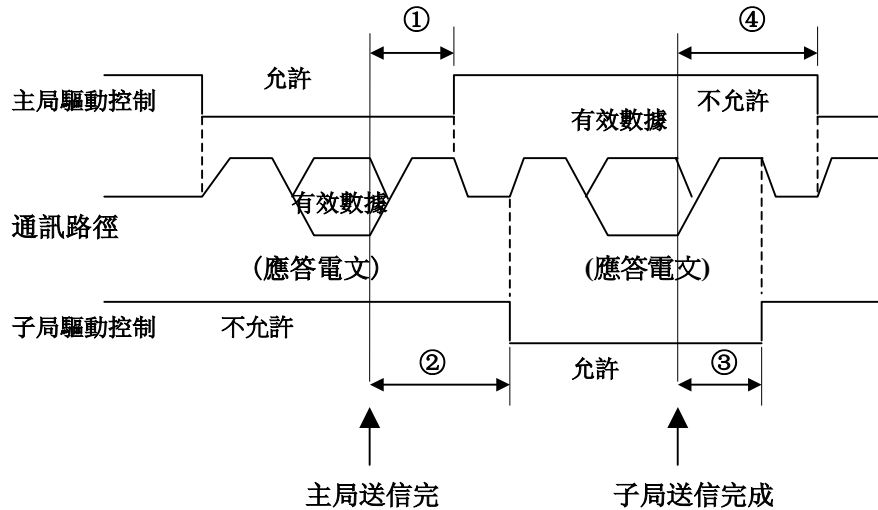 ① ④
允許
主局驅動控制
不允許
有效數據
有效數據
通訊路徑
（應答電文） (應答電文)
子局驅動控制 不允許
② 允許 ③
主局送信完 子局送信完成